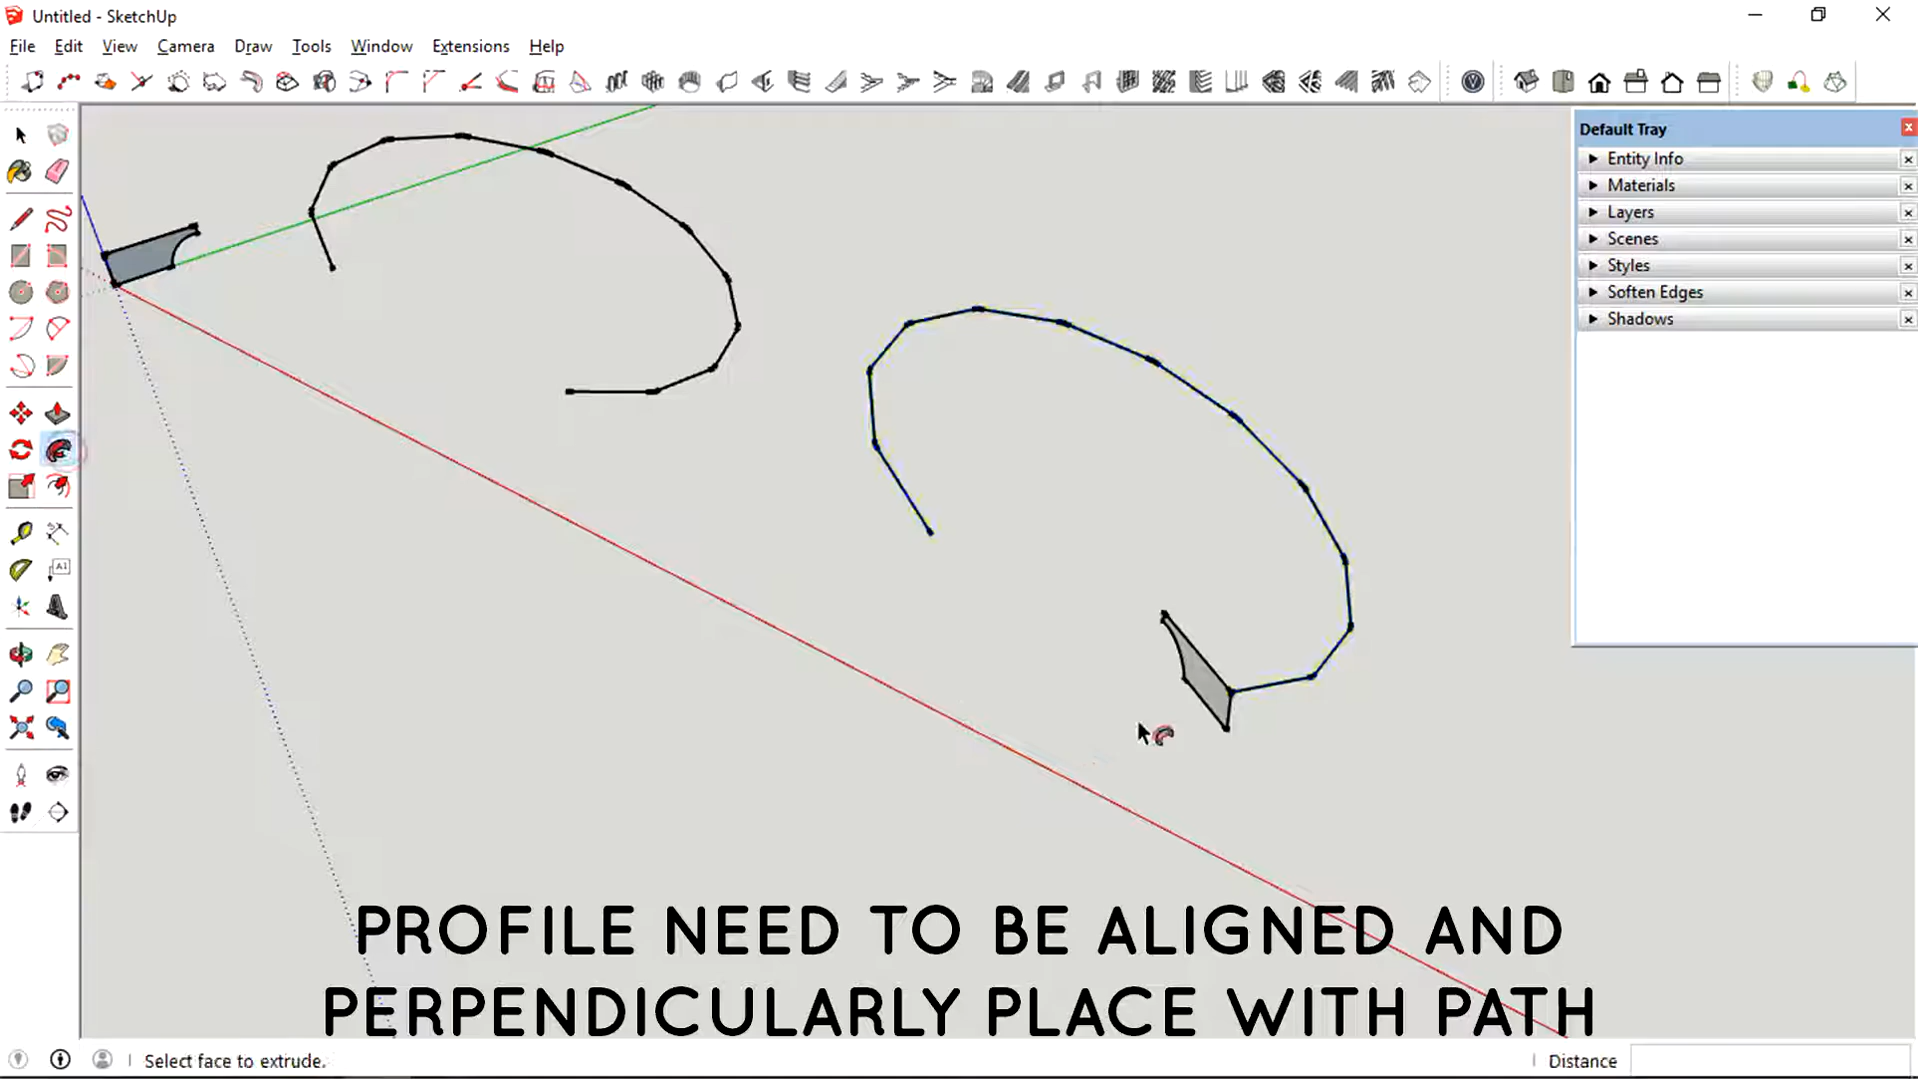 Untitled - SketchUp
File Edit View Camera Draw Tools Window Extensions Help
Default Tray
Entity Info
Materials
Layers
Scenes
Styles
Soften Edges
Shadows
A1
PROFILE NEED TO BE ALIGNED AND
PERPENDICULARLY PLACE WITH PATH
Select face to extrude.
Distance